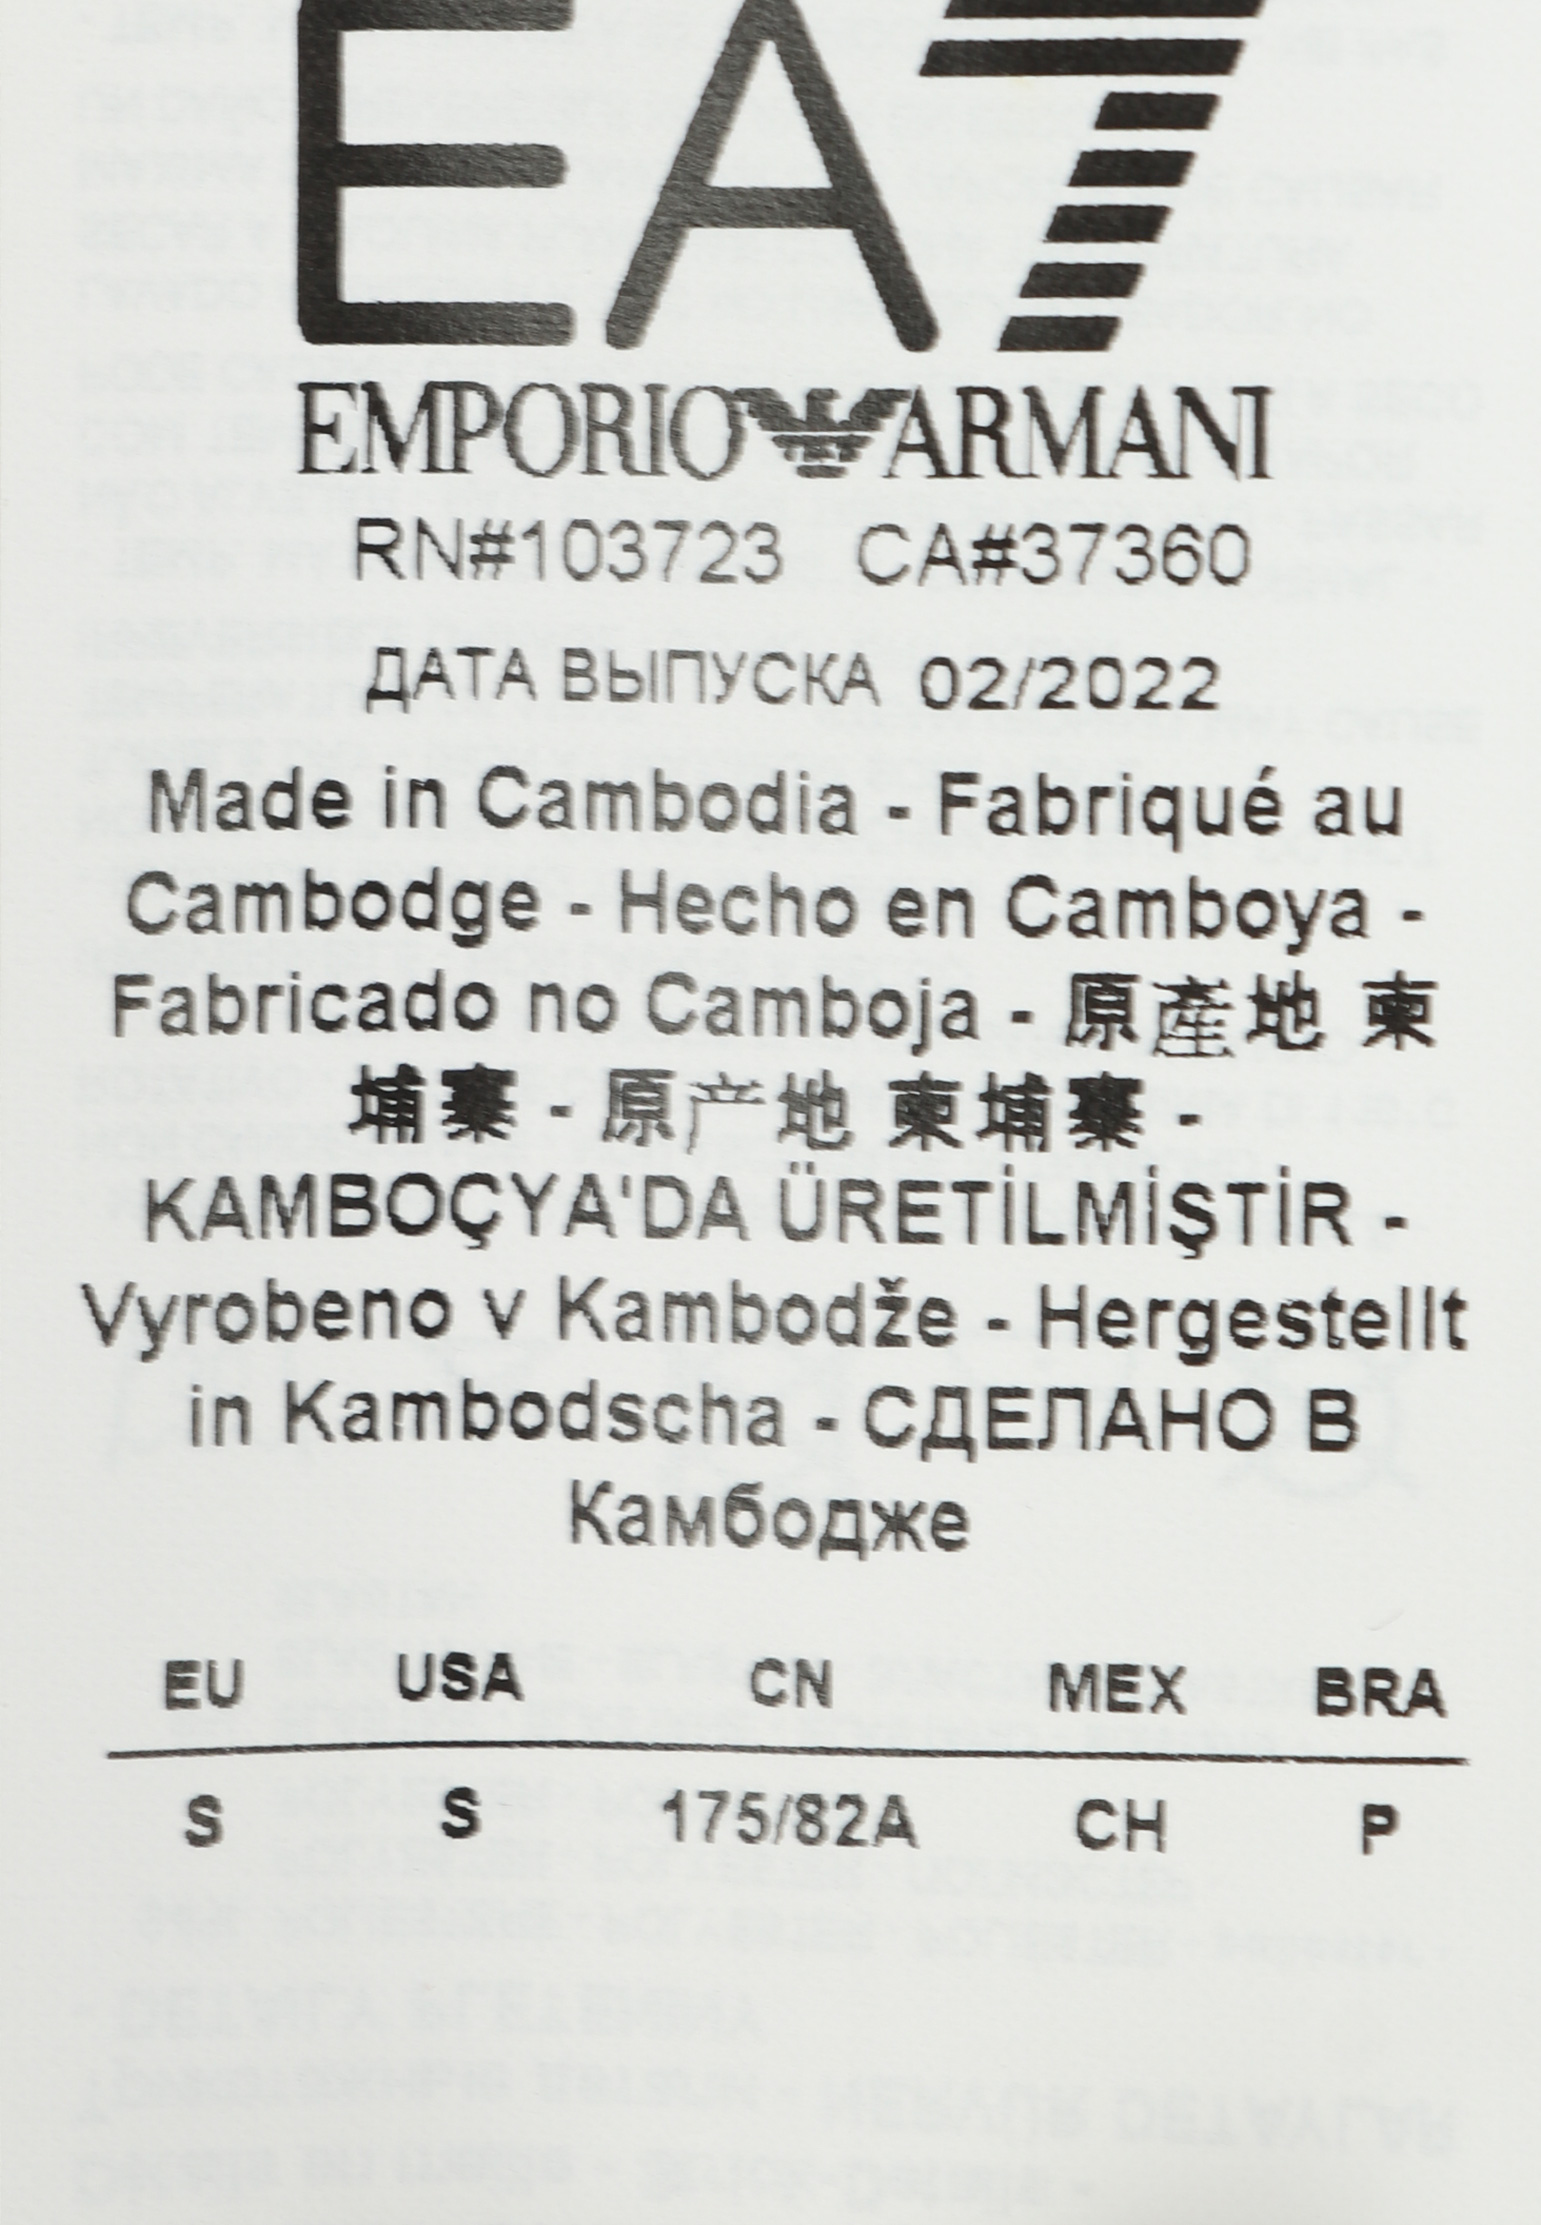 EA7
EMPORIO ARMANI
RN#103723 CA#37360
ДАТА ВЫПУСКА 02/2022
Made in Cambodia - Fabriqué au
Cambodge - Hecho en Camboya -
Fabricado no Camboja - 原產地 柬
埔寨 - 原产地 柬埔寨 -
KAMBOÇYA'DA ÜRETİLMİŞTİR -
Vyrobeno v Kambodže - Hergestellt
in Kambodscha - СДЕЛАНО В
Камбодже
EU USA CN MEX BRA
S S 175/82A CH P